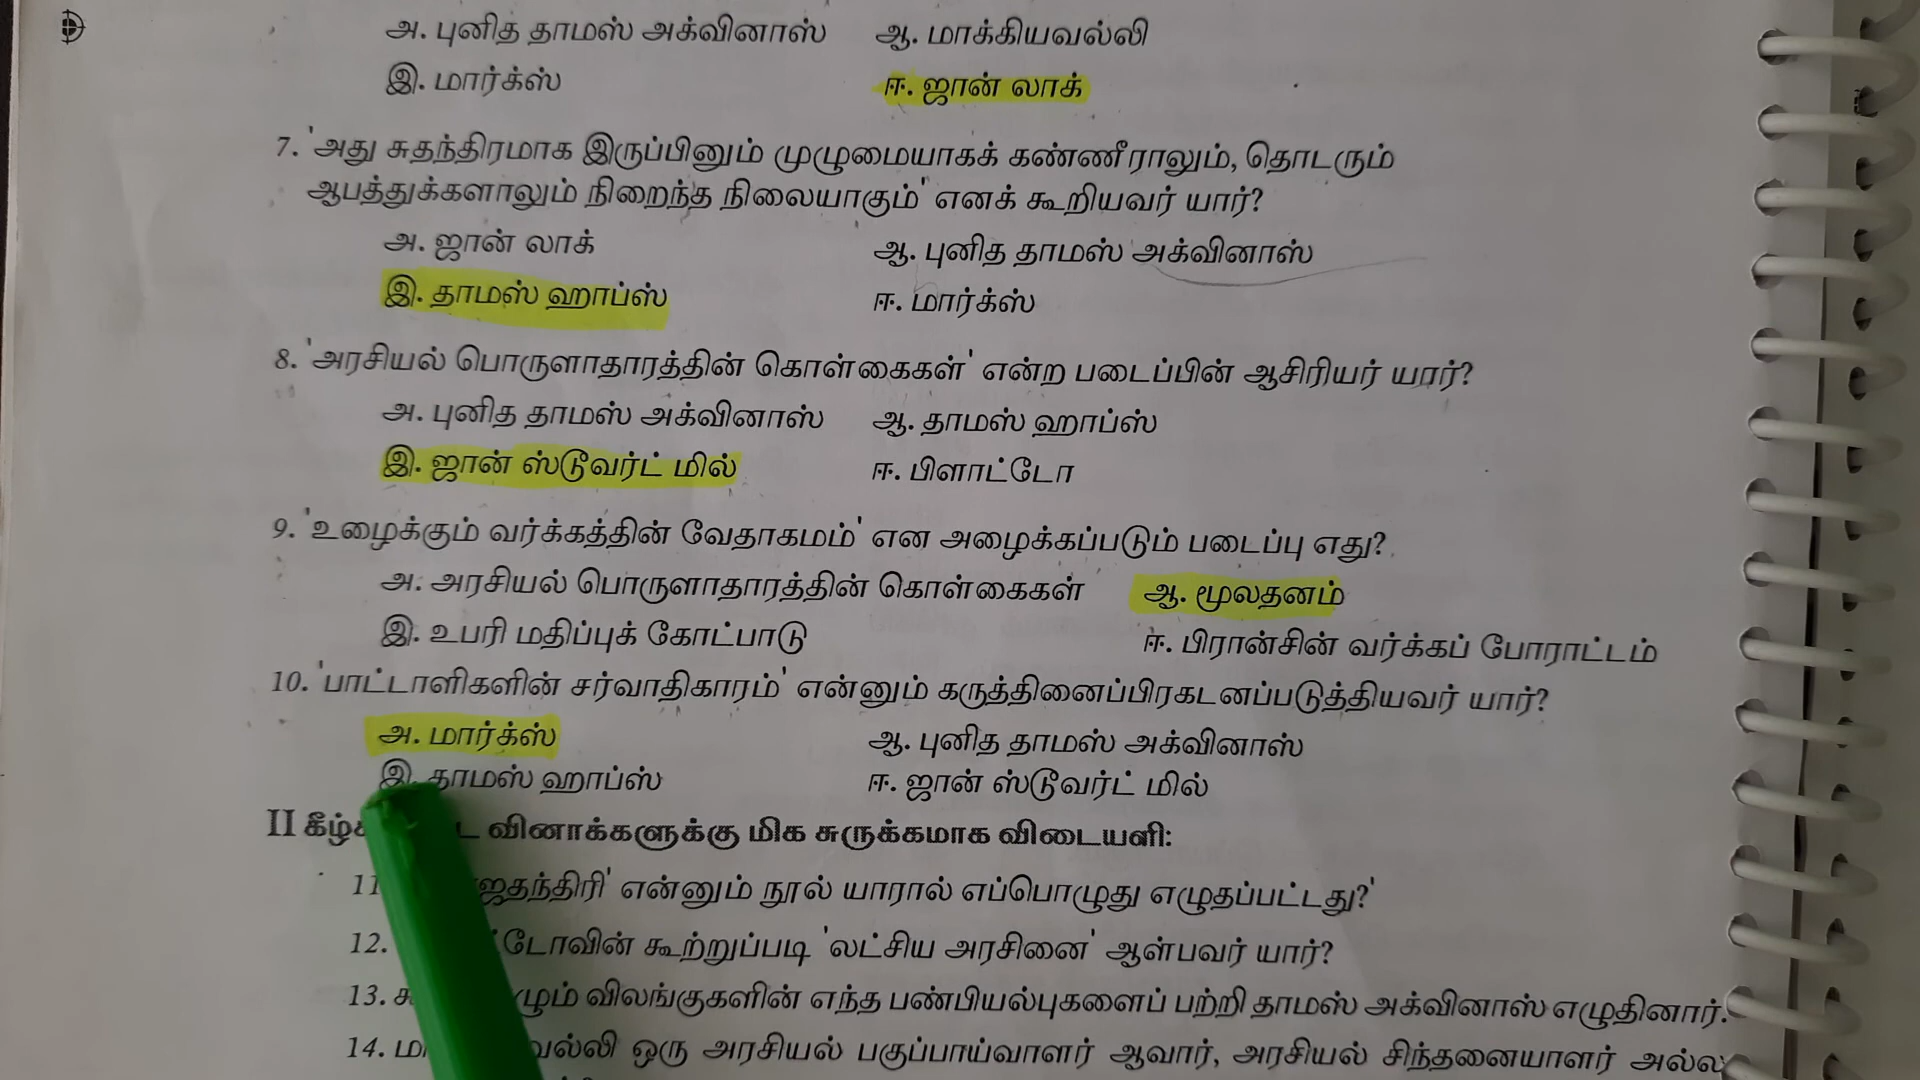 அ. புனித தாமஸ் அக்வினாஸ் ஆ. மாக்கியவல்லி
இ. மார்க்ஸ் ஈ. ஜான் லாக்
7. 'அது சுதந்திரமாக இருப்பினும் முழுமையாகக் கண்ணீராலும், தொடரும்
ஆபத்துக்களாலும் நிறைந்த நிலையாகும்' எனக் கூறியவர் யார்?
அ. ஜான் லாக் ஆ. புனித தாமஸ் அக்வினாஸ்
இ. தாமஸ் ஹாப்ஸ் ஈ. மார்க்ஸ்
8. 'அரசியல் பொருளாதாரத்தின் கொள்கைகள்' என்ற படைப்பின் ஆசிரியர் யார்?
அ. புனித தாமஸ் அக்வினாஸ் ஆ. தாமஸ் ஹாப்ஸ்
இ. ஜான் ஸ்டூவர்ட் மில் ஈ. பிளாட்டோ
9. 'உழைக்கும் வர்க்கத்தின் வேதாகமம்' என அழைக்கப்படும் படைப்பு எது?
அ. அரசியல் பொருளாதாரத்தின் கொள்கைகள் ஆ. மூலதனம்
இ. உபரி மதிப்புக் கோட்பாடு ஈ. பிரான்சின் வர்க்கப் போராட்டம்
10. 'பாட்டாளிகளின் சர்வாதிகாரம்' என்னும் கருத்தினைப்பிரகடனப்படுத்தியவர் யார்?
அ. மார்க்ஸ் ஆ. புனித தாமஸ் அக்வினாஸ்
இ. தாமஸ் ஹாப்ஸ் ஈ. ஜான் ஸ்டூவர்ட் மில்
II வினாக்களுக்கு மிக சுருக்கமாக விடையளி:
11 என்னும் நூல் யாரால் எப்பொழுது எழுதப்பட்டது?'
12. கூற்றுப்படி 'லட்சிய அரசினை' ஆள்பவர் யார்?
13. விலங்குகளின் எந்த பண்பியல்புகளைப் பற்றி தாமஸ் அக்வினாஸ் எழுதினார்.
14. ஒரு அரசியல் பகுப்பாய்வாளர் ஆவார், அரசியல் சிந்தனையாளர் அல்ல